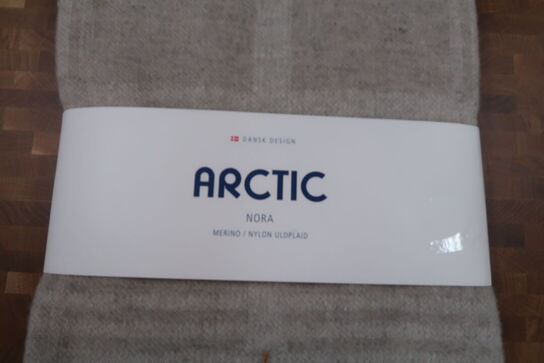 DANSK DESIGN
ARCTIC
NORA
MERINO / NYLON ULDPLAID